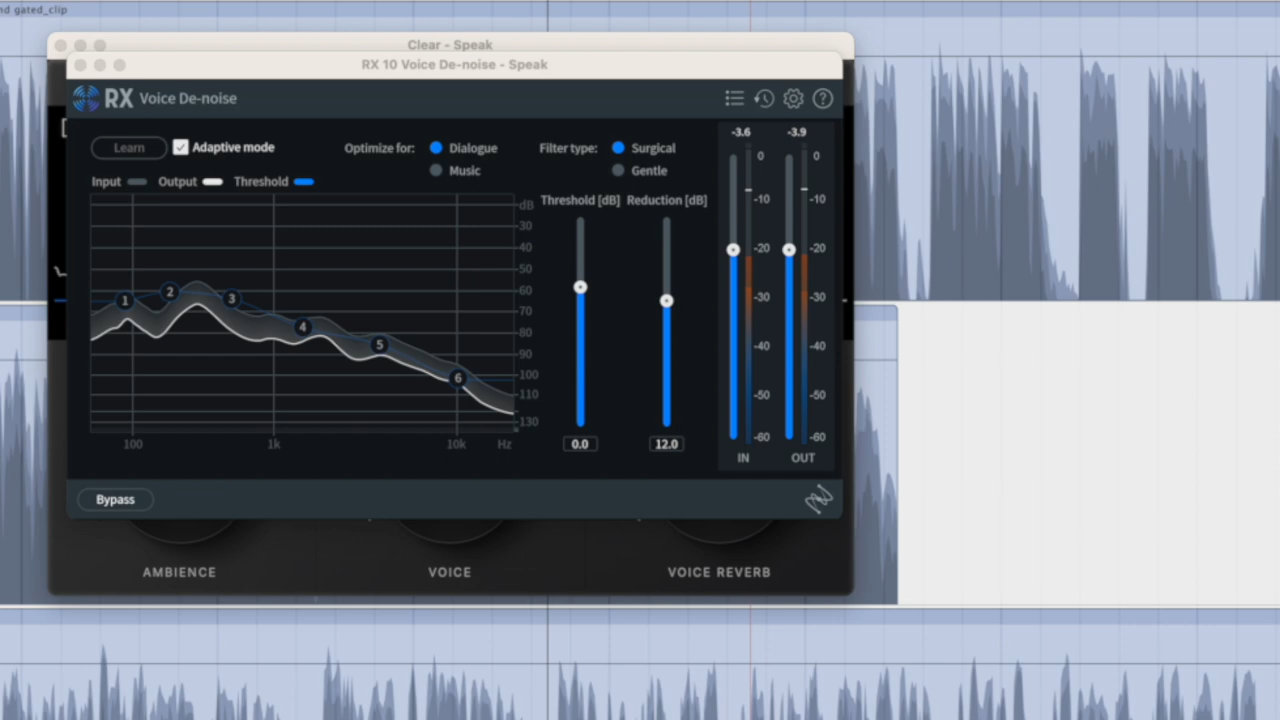 nd gated_clip
Clear - Speak
RX 10 Voice De-noise - Speak
RX Voice De-noise
Learn
Adaptive mode
Optimize for:
Dialogue
Music
Filter type:
Surgical
Gentle
-3.6
-3.9
Input
Output
Threshold
Threshold [dB]
Reduction [dB]
dB
-30
-40
-50
-60
-70
-80
-90
-100
-110
-130
1
2
3
4
5
6
100
1k
10k
Hz
0.0
12.0
0
-10
-20
-30
-40
-50
-60
0
-10
-20
-30
-40
-50
-60
IN
OUT
Bypass
AMBIENCE
VOICE
VOICE REVERB